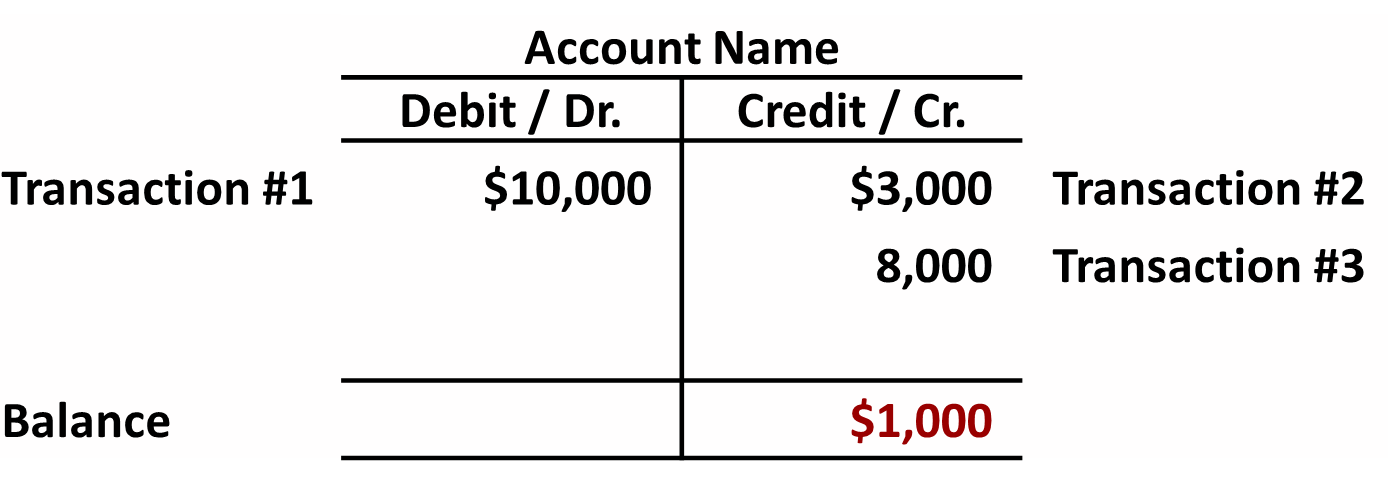 Account Name
Debit / Dr. Credit / Cr.
Transaction #1 $10,000 $3,000 Transaction #2
8,000 Transaction #3
Balance $1,000